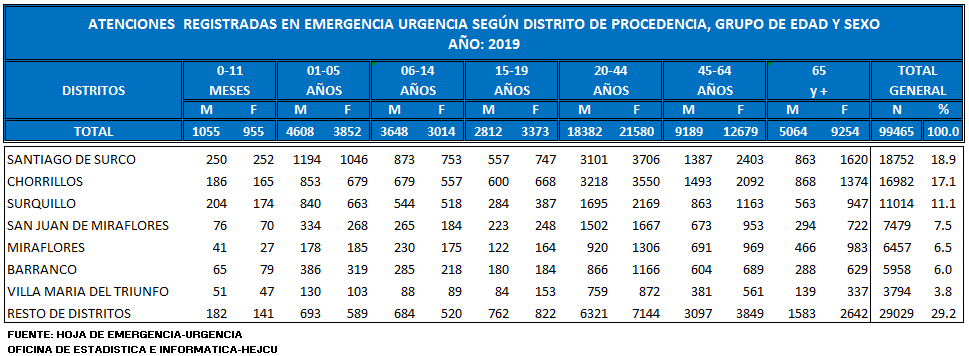 ATENCIONES REGISTRADAS EN EMERGENCIA URGENCIA SEGÚN DISTRITO DE PROCEDENCIA, GRUPO DE EDAD Y SEXO
AÑO: 2019
DISTRITOS 0-11 MESES 01-05 AÑOS 06-14 AÑOS 15-19 AÑOS 20-44 AÑOS 45-64 AÑOS 65 y + TOTAL GENERAL
M F M F M F M F M F M F M F N %
TOTAL 1055 955 4608 3852 3648 3014 2812 3373 18382 21580 9189 12679 5064 9254 99465 100.0
SANTIAGO DE SURCO 250 252 1194 1046 873 753 557 747 3101 3706 1387 2403 863 1620 18752 18.9
CHORRILLOS 186 165 853 679 679 557 600 668 3218 3550 1493 2092 868 1374 16982 17.1
SURQUILLO 204 174 840 663 544 518 284 387 1695 2169 863 1163 563 947 11014 11.1
SAN JUAN DE MIRAFLORES 76 70 334 268 265 184 223 248 1502 1667 673 953 294 722 7479 7.5
MIRAFLORES 41 27 178 185 230 175 122 164 920 1306 691 969 466 983 6457 6.5
BARRANCO 65 79 386 319 285 218 180 184 866 1166 604 689 288 629 5958 6.0
VILLA MARIA DEL TRIUNFO 51 47 130 103 88 89 84 153 759 872 381 561 139 337 3794 3.8
RESTO DE DISTRITOS 182 141 693 589 684 520 762 822 6321 7144 3097 3849 1583 2642 29029 29.2
FUENTE: HOJA DE EMERGENCIA-URGENCIA
OFICINA DE ESTADISTICA E INFORMATICA-HEJCU